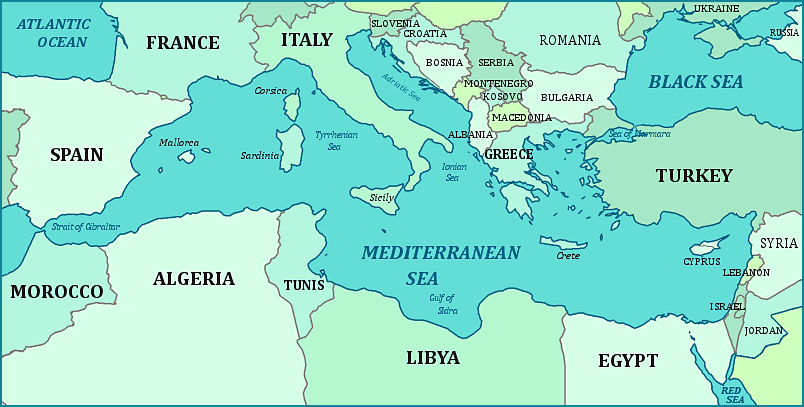 UKRAINE
ATLANTIC
OCEAN
SLOVENIA
CROATIA
RUSSIA
FRANCE
ITALY
ROMANIA
BOSNIA
SERBIA
BLACK SEA
Adriatic Sea
MONTENEGRO
Corsica
KOSOVO
BULGARIA
MACEDONIA
Tyrrhenian
Sea
ALBANIA
Sea of Marmara
Mallorca
SPAIN
Sardinia
GREECE
Ionian
Sea
TURKEY
Sicily
Strait of Gibraltar
MEDITERRANEAN
SEA
Crete
SYRIA
CYPRUS
LEBANON
ALGERIA
TUNIS
MOROCCO
Gulf of
Sidra
ISRAEL
JORDAN
LIBYA
EGYPT
RED
SEA